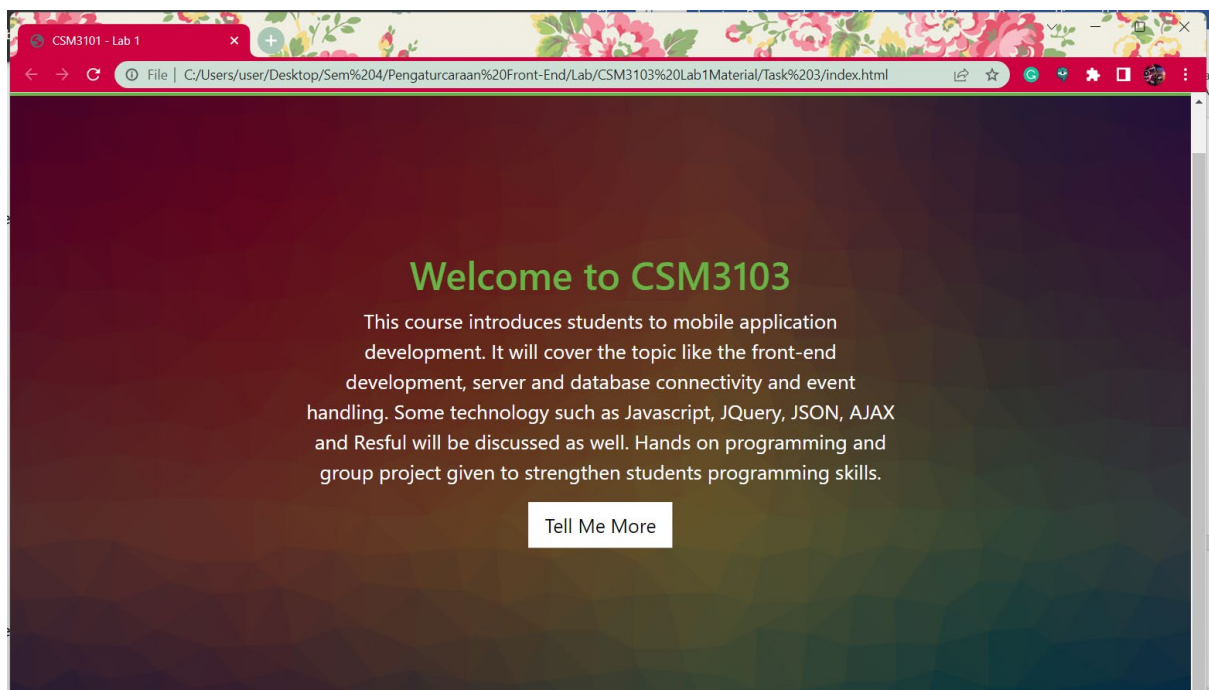 CSM3101 - Lab 1
File | C:/Users/user/Desktop/Sem%204/Pengaturcaraan%20Front-End/Lab/CSM3103%20Lab1Material/Task%203/index.html
Welcome to CSM3103
This course introduces students to mobile application
development. It will cover the topic like the front-end
development, server and database connectivity and event
handling. Some technology such as Javascript, JQuery, JSON, AJAX
and Resful will be discussed as well. Hands on programming and
group project given to strengthen students programming skills.
Tell Me More